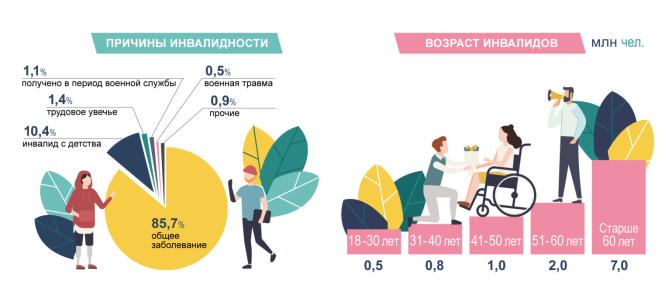 ПРИЧИНЫ ИНВАЛИДНОСТИ
1,1%
получено в период военной службы
0,5%
военная травма
1,4%
трудовое увечье
0,9%
прочие
10,4%
инвалид с детства
85,7%
общее
заболевание
ВОЗРАСТ ИНВАЛИДОВ
млн чел.
18-30 лет
31-40 лет
41-50 лет
51-60 лет
Старше
60 лет
0,5
0,8
1,0
2,0
7,0